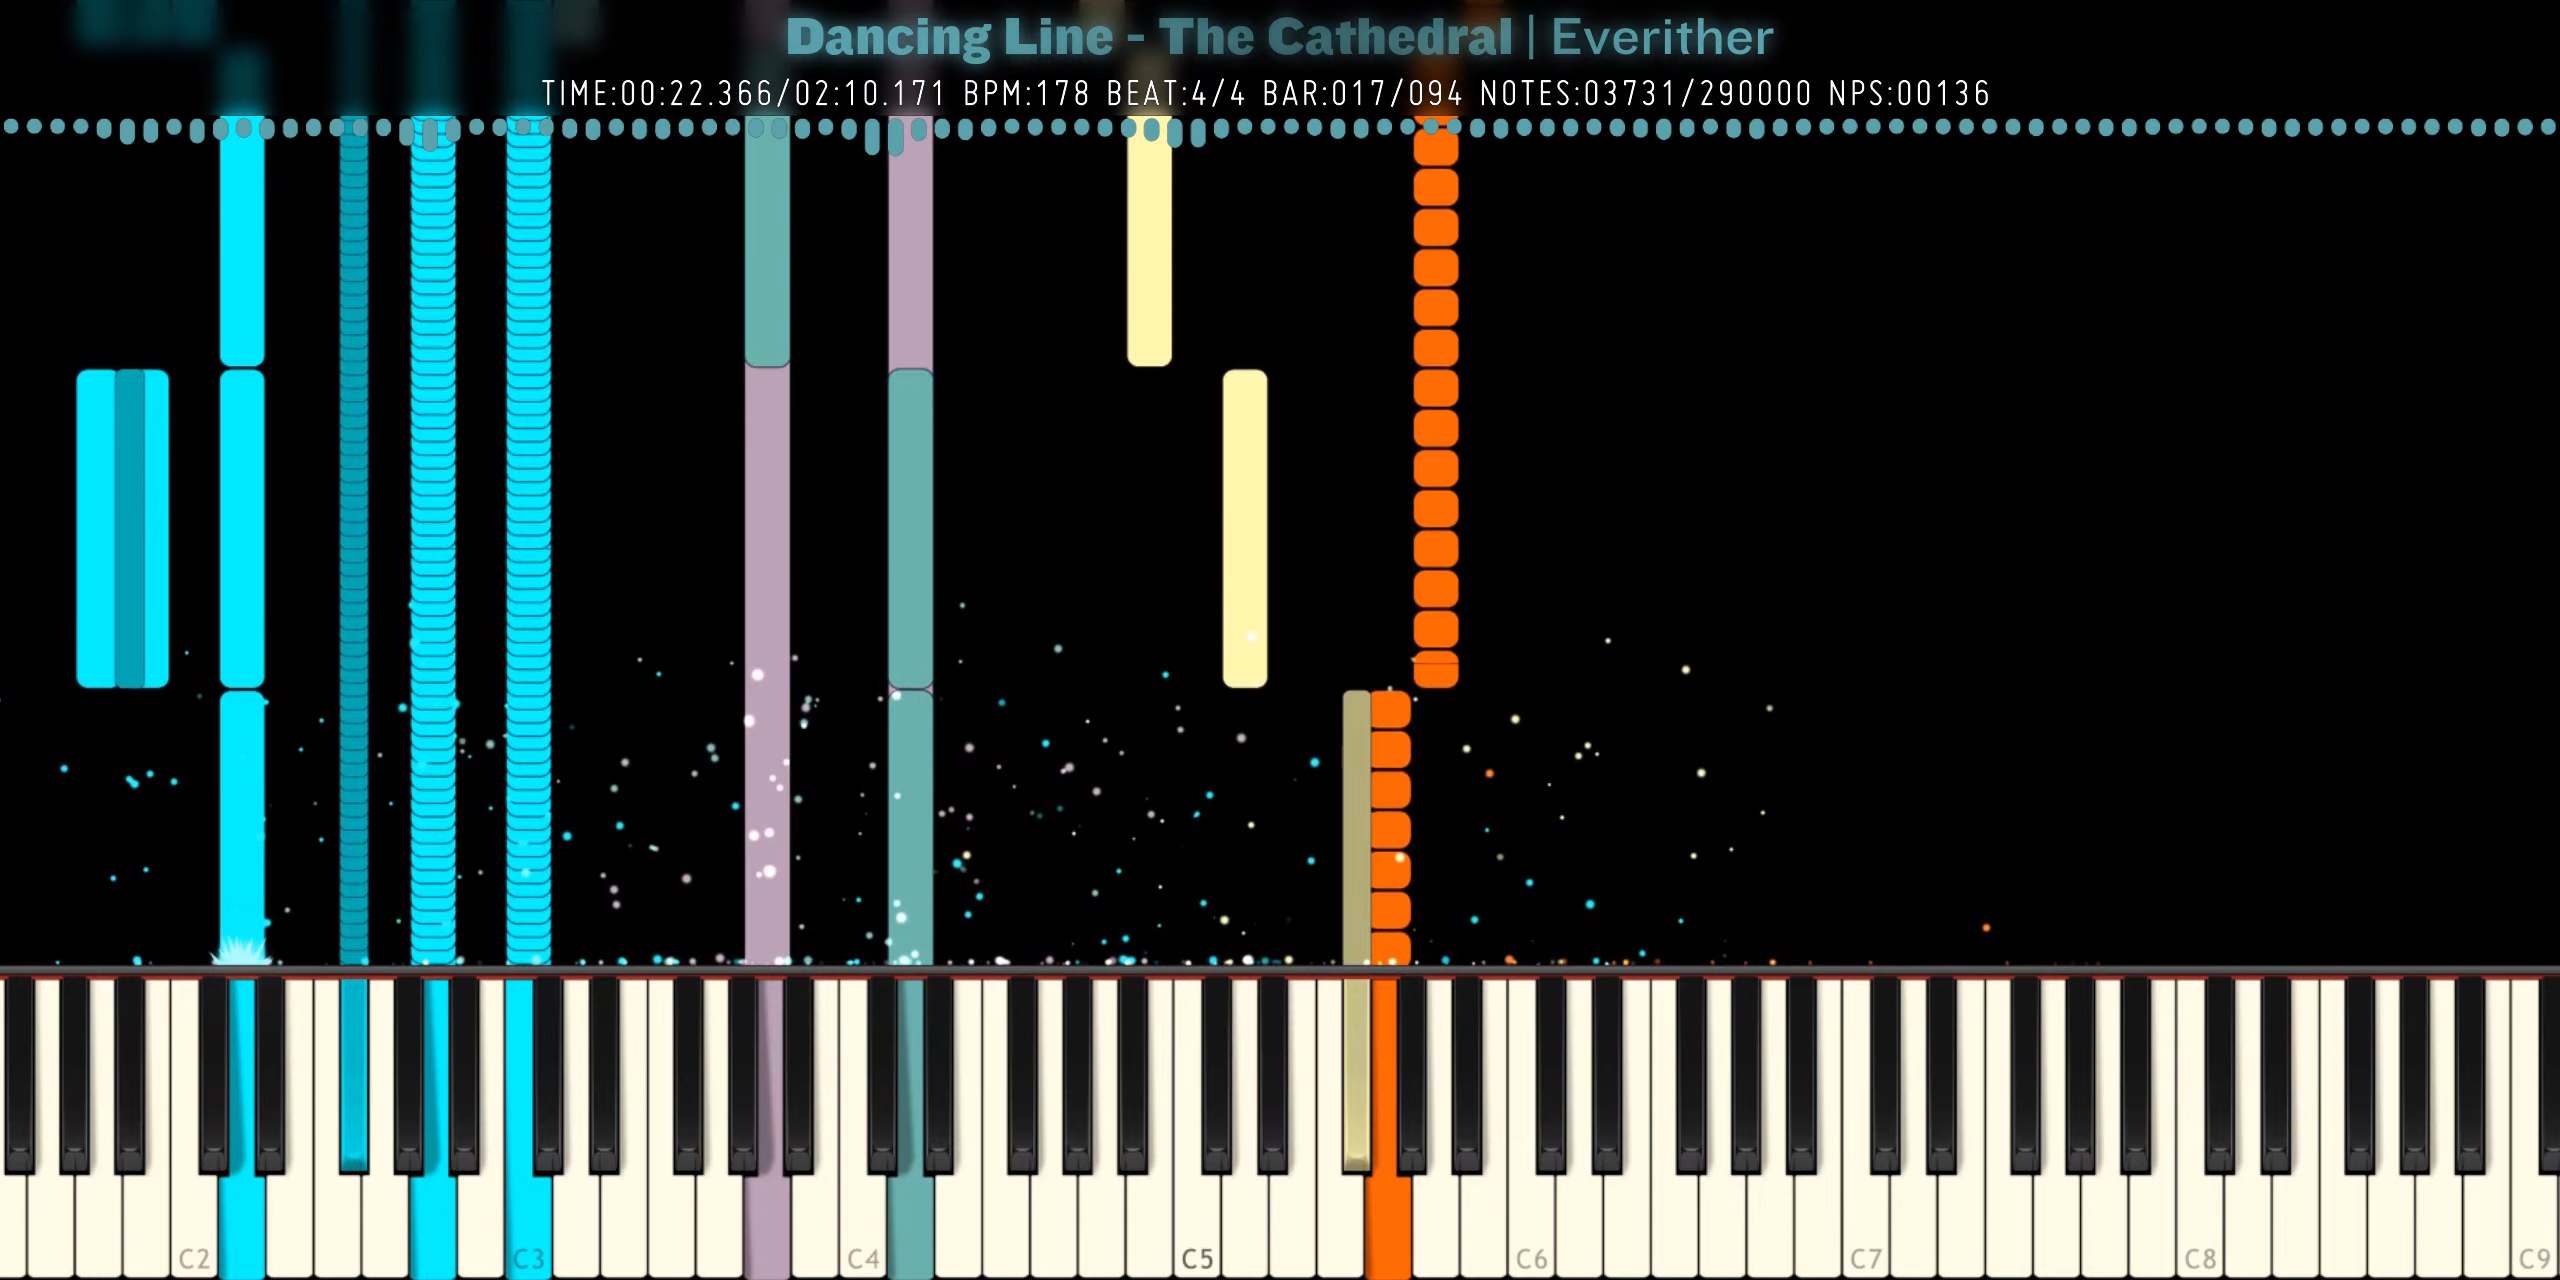 Dancing Line - The Cathedral | Everither
TIME:00:22.366/02:10.171 BPM:178 BEAT:4/4 BAR:017/094 NOTES:03731/290000 NPS:00136
C2 C3 C4 C5 C6 C7 C8 C9